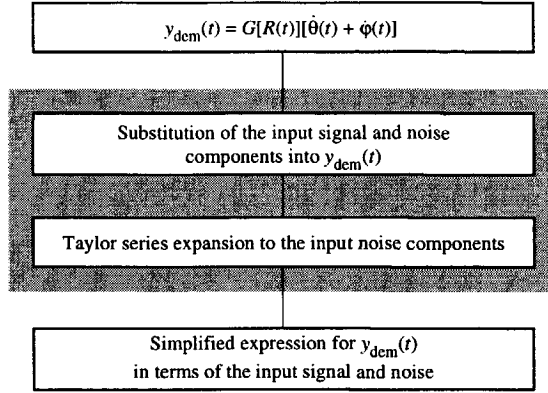 y_dem(t) = G[R(t)][θ̇(t) + φ̇(t)]
Substitution of the input signal and noise
components into y_dem(t)
Taylor series expansion to the input noise components
Simplified expression for y_dem(t)
in terms of the input signal and noise